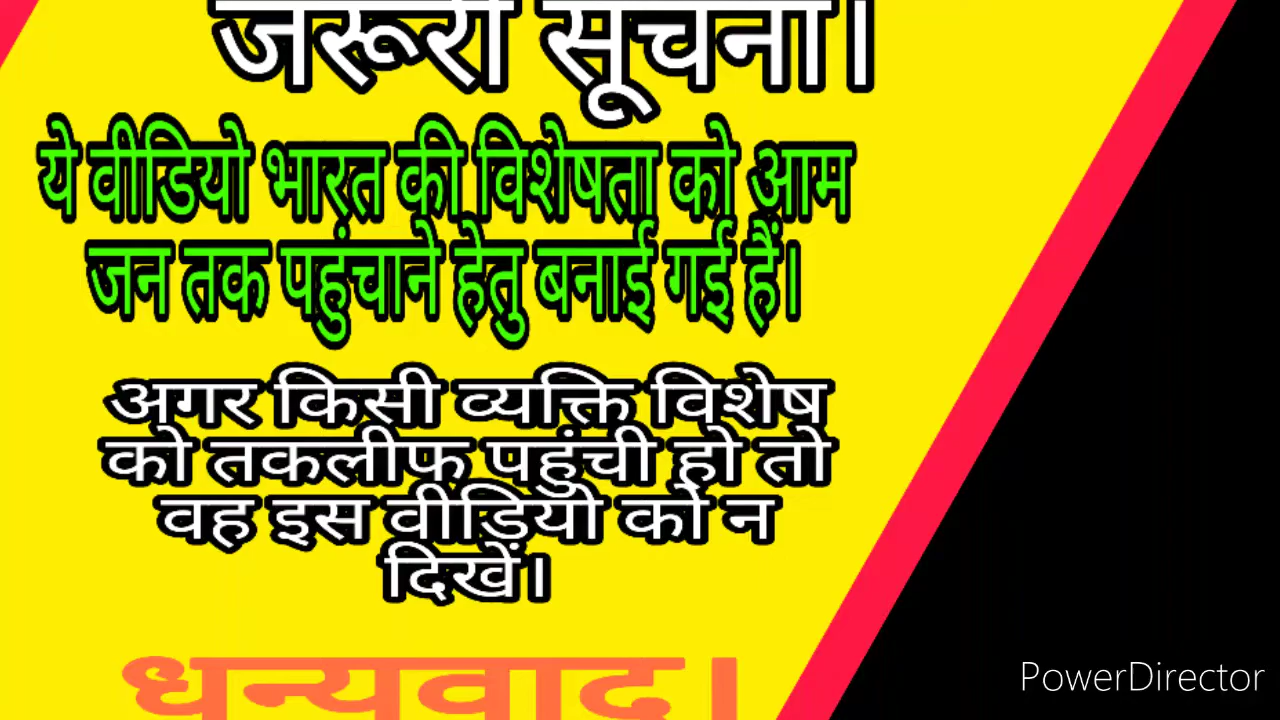 जरूरी सूचना।
ये वीडियो भारत की विशेषता को आम
जन तक पहुंचाने हेतु बनाई गई हैं।
अगर किसी व्यक्ति विशेष
को तकलीफ पहुंची हो तो
वह इस वीडियो को न
दिखें।
धन्यवाद।
PowerDirector